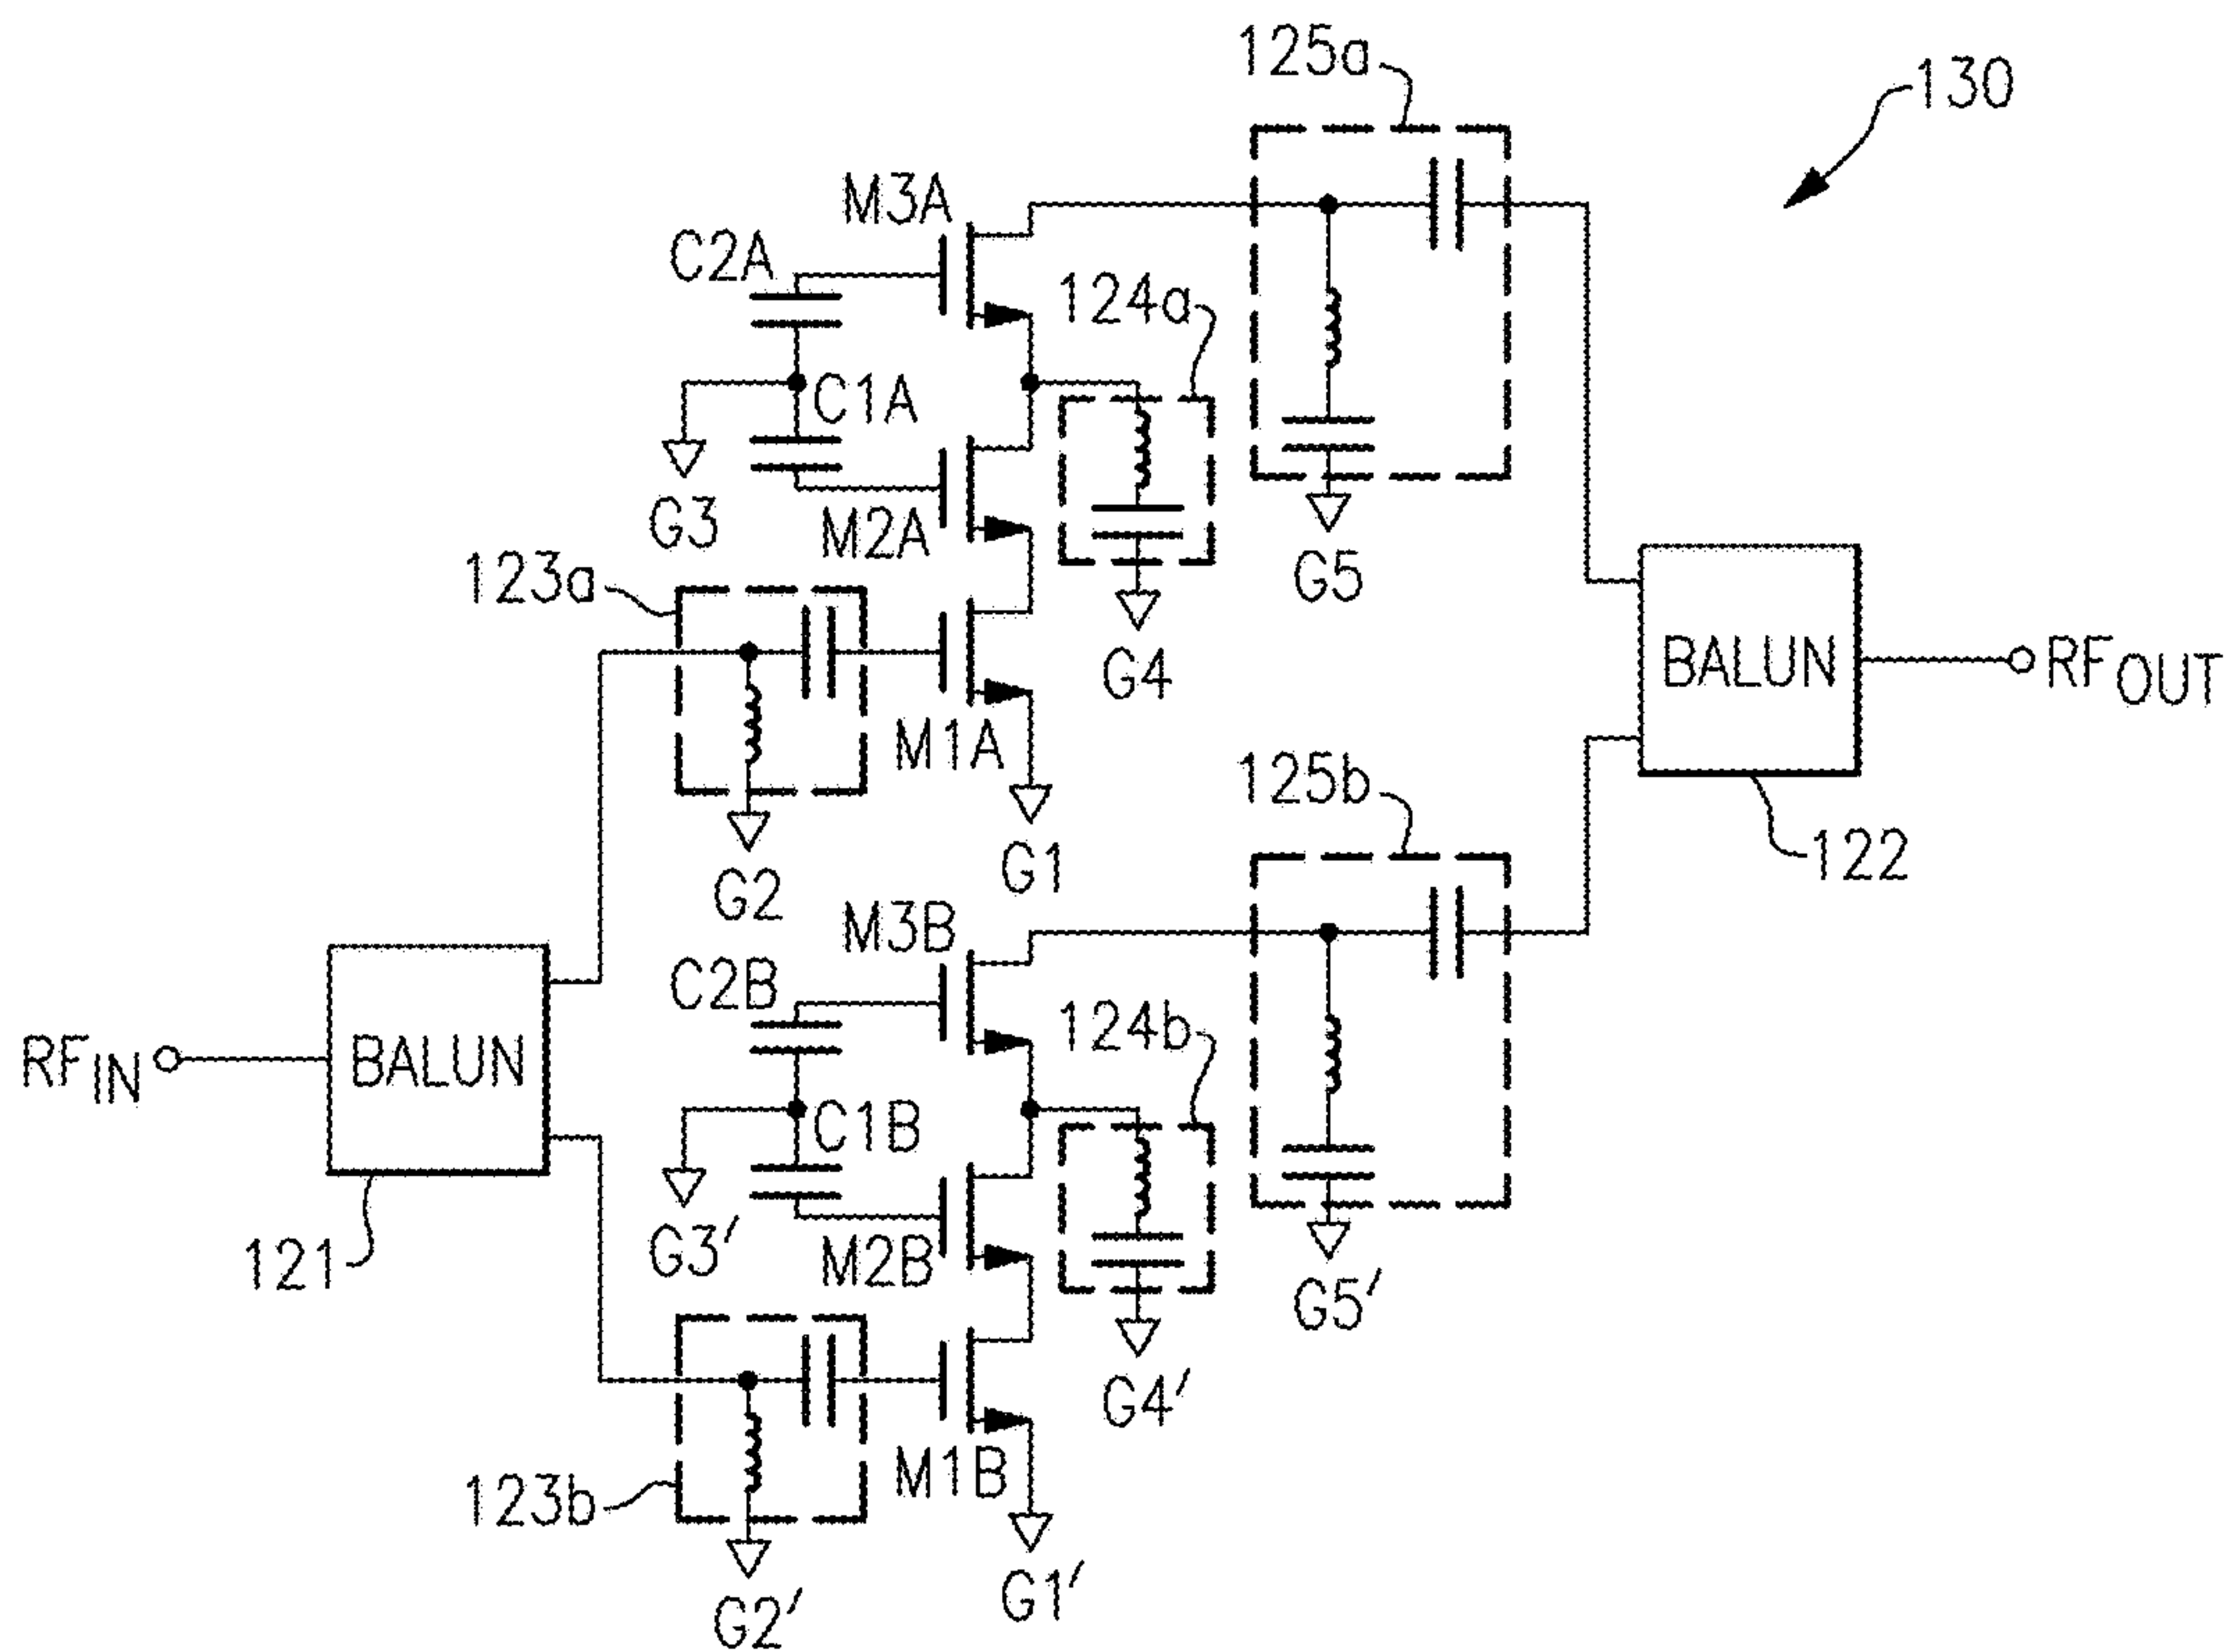 125a
130
M3A
C2A
124a
C1A
G3
M2A
G5
123a
G4
BALUN
RFOUT
M1A
125b
G2
G1
122
M3B
C2B
124b
RFIN
BALUN
C1B
121
G3′
M2B
G5′
G4′
M1B
123b
G2′
G1′